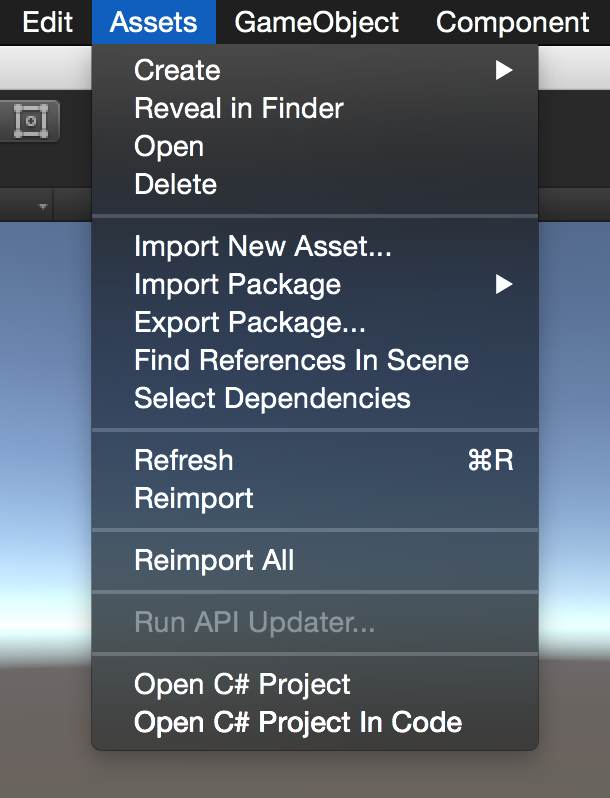 Edit Assets GameObject Component
Create
Reveal in Finder
Open
Delete
Import New Asset...
Import Package
Export Package...
Find References In Scene
Select Dependencies
Refresh ⌘R
Reimport
Reimport All
Run API Updater...
Open C# Project
Open C# Project In Code